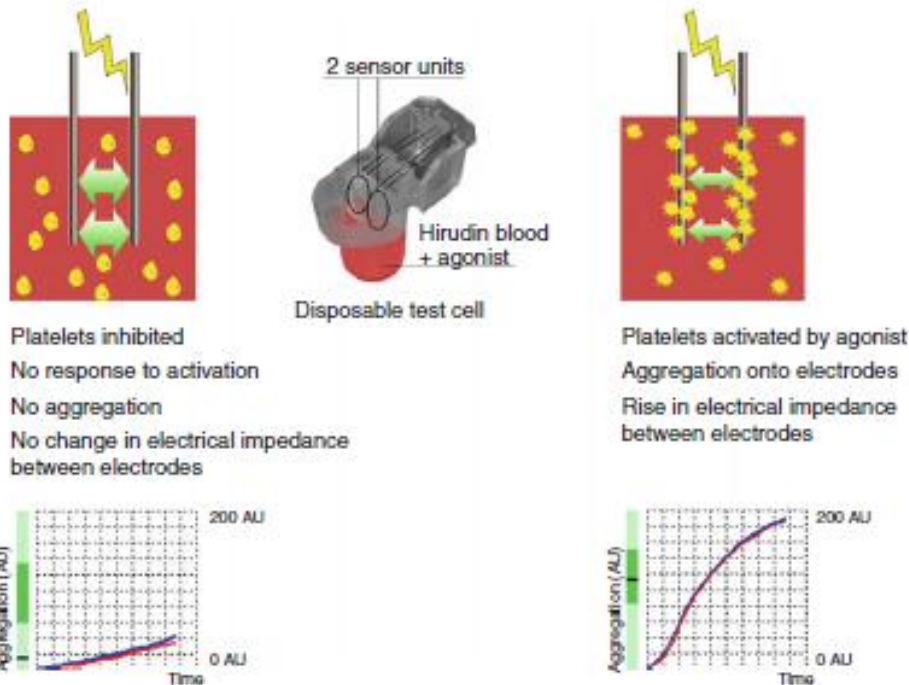 2 sensor units
Hirudin blood
+ agonist
Disposable test cell
Platelets inhibited
No response to activation
No aggregation
No change in electrical impedance
between electrodes
Platelets activated by agonist
Aggregation onto electrodes
Rise in electrical impedance
between electrodes
Aggregation (AU)
200 AU
0 AU
Time
Aggregation (AU)
200 AU
0 AU
Time